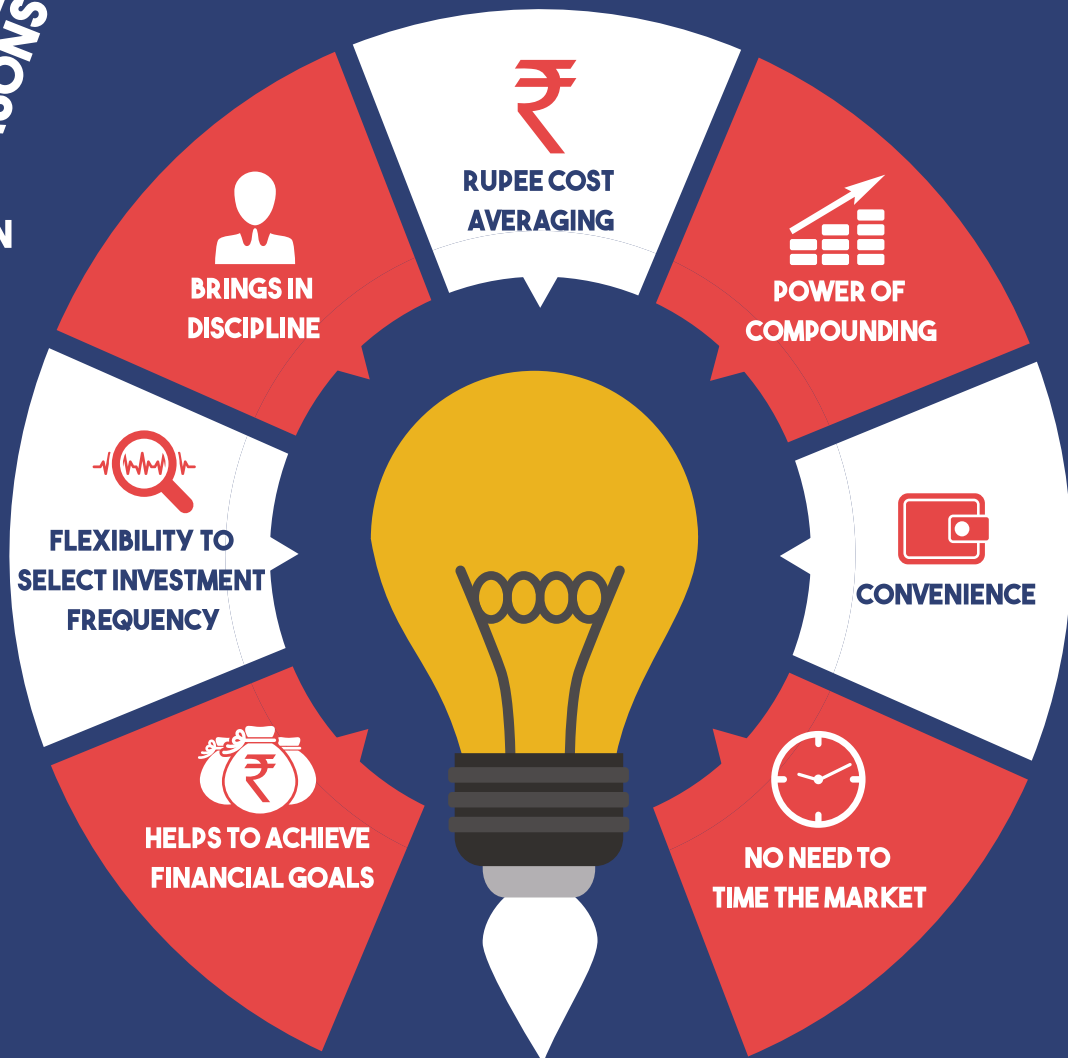 RUPEE COST
AVERAGING
POWER OF
COMPOUNDING
CONVENIENCE
NO NEED TO
TIME THE MARKET
HELPS TO ACHIEVE
FINANCIAL GOALS
FLEXIBILITY TO
SELECT INVESTMENT
FREQUENCY
BRINGS IN
DISCIPLINE